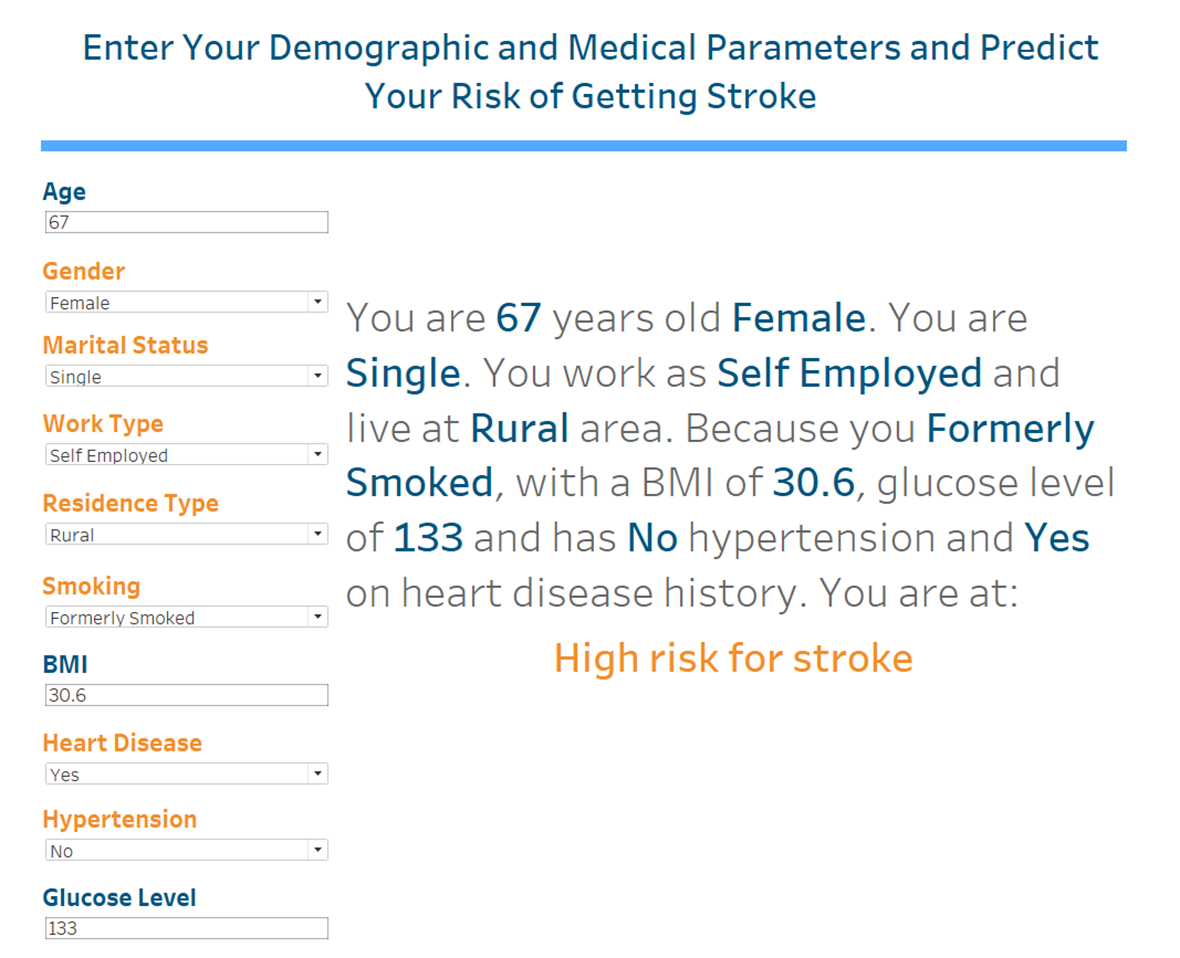 Enter Your Demographic and Medical Parameters and Predict
Your Risk of Getting Stroke
Age
67
Gender
Female
Marital Status
Single
Work Type
Self Employed
Residence Type
Rural
Smoking
Formerly Smoked
BMI
30.6
Heart Disease
Yes
Hypertension
No
Glucose Level
133
You are 67 years old Female. You are
Single. You work as Self Employed and
live at Rural area. Because you Formerly
Smoked, with a BMI of 30.6, glucose level
of 133 and has No hypertension and Yes
on heart disease history. You are at:
High risk for stroke